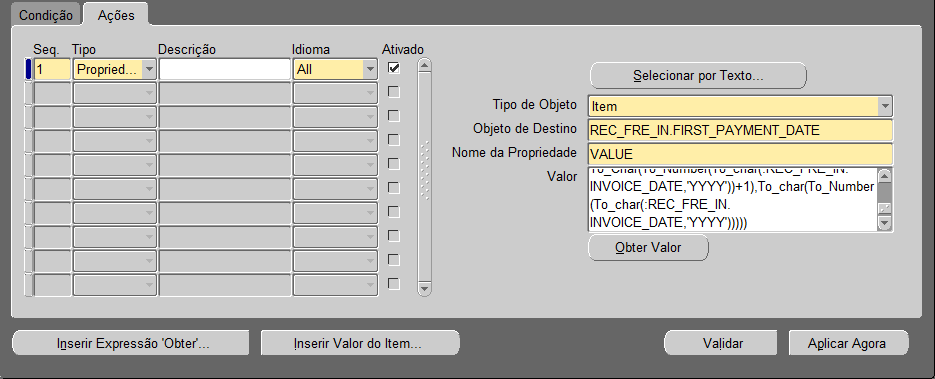 Condição Ações
Seq. Tipo Descrição Idioma Ativado
1 Propried... All
Selecionar por Texto...
Tipo de Objeto Item
Objeto de Destino REC_FRE_IN.FIRST_PAYMENT_DATE
Nome da Propriedade VALUE
Valor To_Char(To_Number(To_char(:REC_FRE_IN.
INVOICE_DATE,'YYYY'))+1),To_char(To_Number
(To_char(:REC_FRE_IN.
INVOICE_DATE,'YYYY')))))
Obter Valor
Inserir Expressão 'Obter'... Inserir Valor do Item... Validar Aplicar Agora